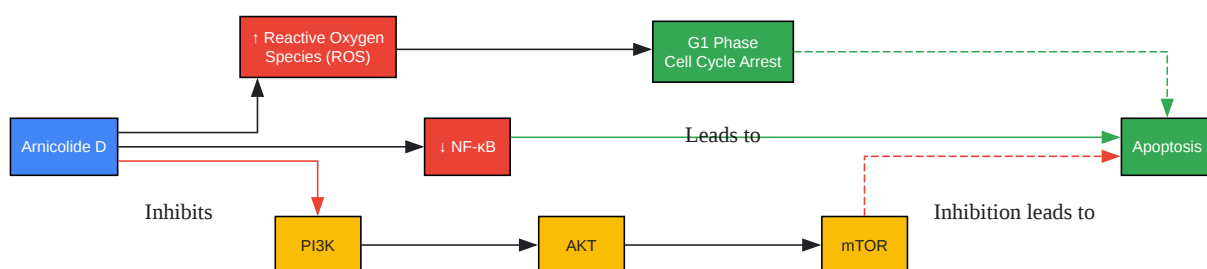 ↑ Reactive Oxygen
Species (ROS)
G1 Phase
Cell Cycle Arrest
Arnicolide D
↓ NF-κB
Leads to
Apoptosis
Inhibits
Inhibition leads to
PI3K
AKT
mTOR